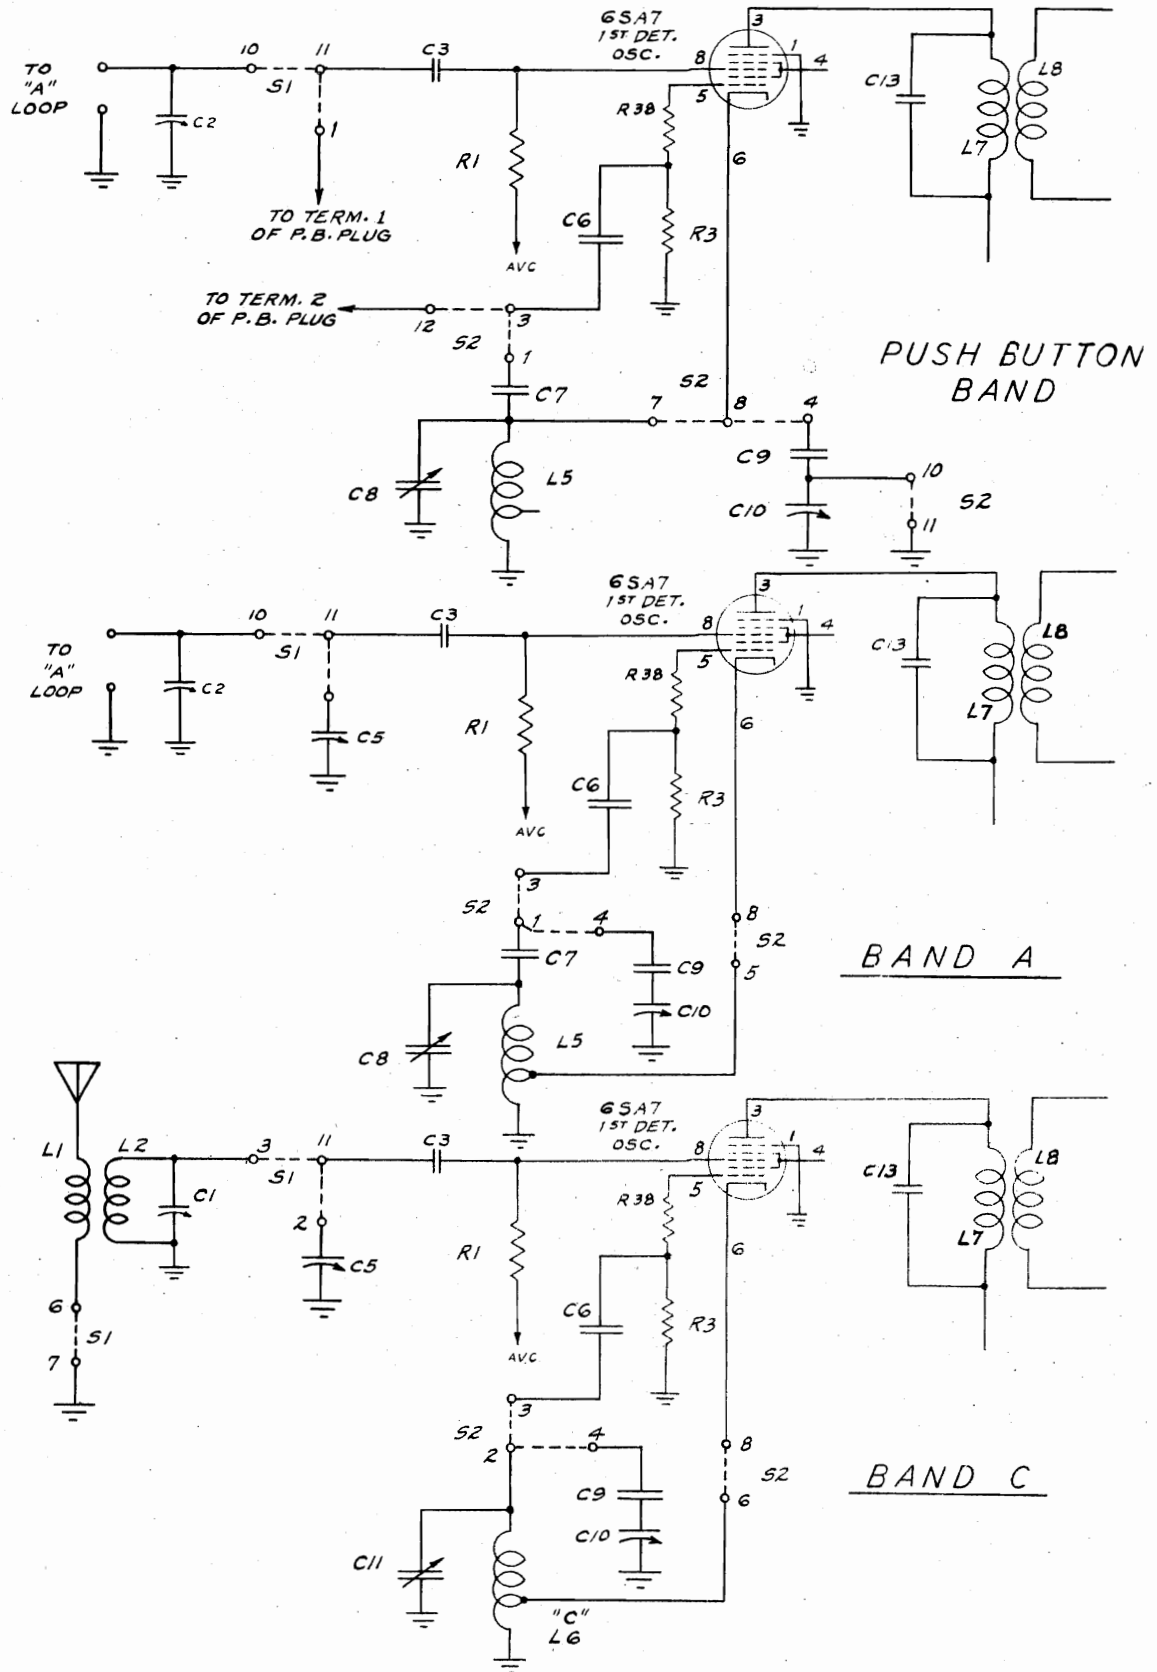 6SA7
1ST DET.
OSC.
3
1
8
4
5
6
TO
"A"
LOOP
10
11
S1
C2
1
C3
R1
AVC
R38
R3
C6
C13
L7
L8
TO TERM. 1
OF P.B. PLUG
TO TERM. 2
OF P.B. PLUG
12
3
S2
1
C7
C8
L5
S2
7
8
4
C9
C10
10
S2
11
PUSH BUTTON
BAND
6SA7
1ST DET.
OSC.
3
1
8
4
5
6
TO
"A"
LOOP
10
11
S1
C2
C5
C3
R1
AVC
R38
R3
C6
C13
L7
L8
3
S2
1
4
C7
C9
C10
C8
L5
8
S2
5
BAND A
6SA7
1ST DET.
OSC.
3
1
8
4
5
6
L1
L2
C1
3
11
S1
2
C5
6
S1
7
C3
R1
AVC
R38
R3
C6
C13
L7
L8
3
S2
2
4
C9
C10
C11
"C"
L6
8
S2
6
BAND C